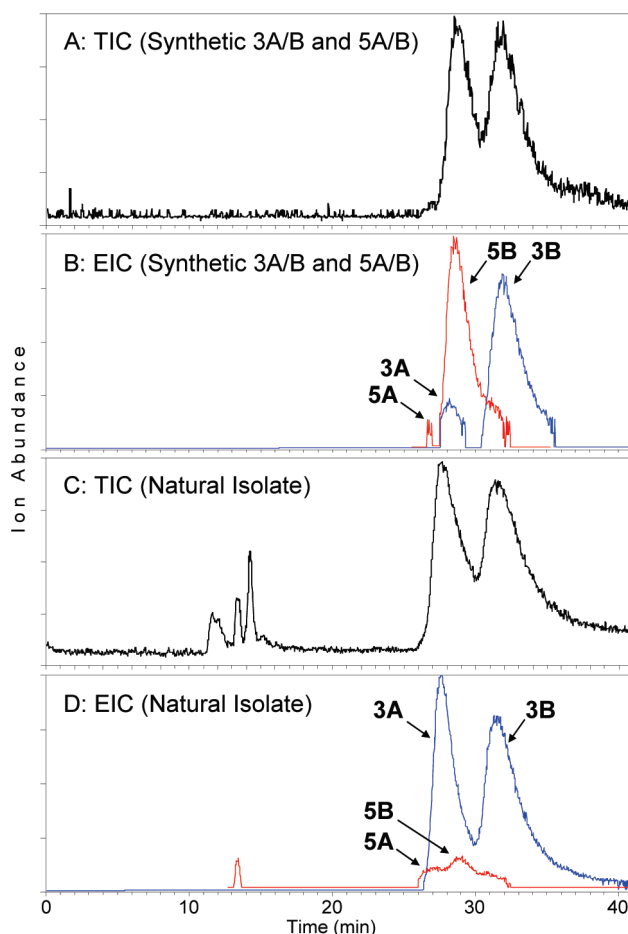 A: TIC (Synthetic 3A/B and 5A/B)
B: EIC (Synthetic 3A/B and 5A/B)
5B 3B
3A
5A
C: TIC (Natural Isolate)
D: EIC (Natural Isolate)
3A 3B
5B
5A
Ion Abundance
0 10 20 30 40
Time (min)